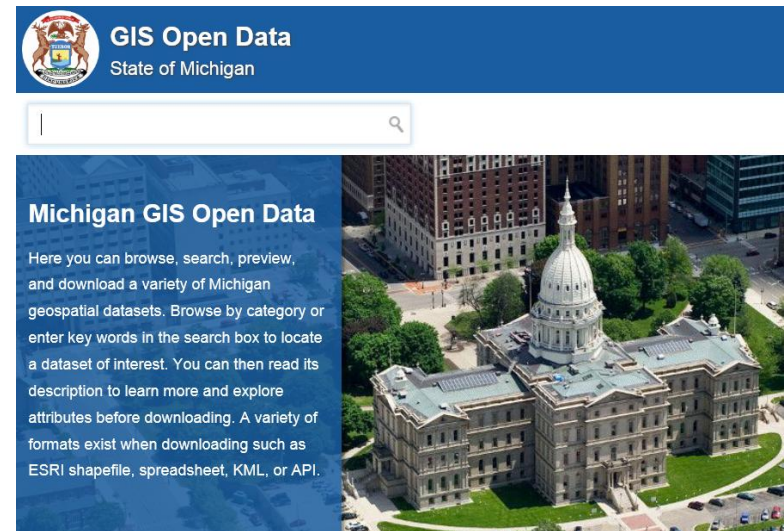 GIS Open Data
State of Michigan
Michigan GIS Open Data
Here you can browse, search, preview,
and download a variety of Michigan
geospatial datasets. Browse by category or
enter key words in the search box to locate
a dataset of interest. You can then read its
description to learn more and explore
attributes before downloading. A variety of
formats exist when downloading such as
ESRI shapefile, spreadsheet, KML, or API.